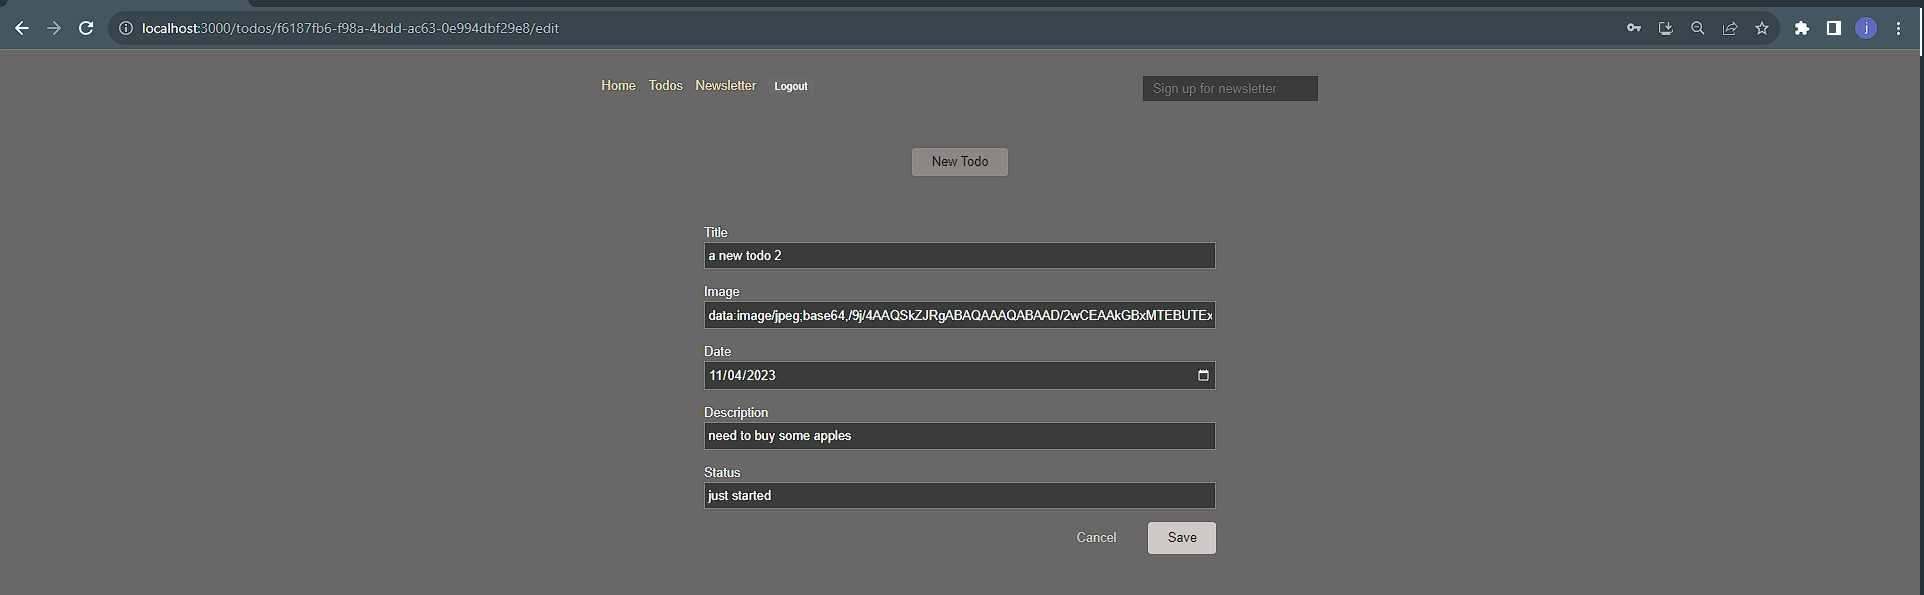 localhost:3000/todos/f6187fb6-f98a-4bdd-ac63-0e994dbf29e8/edit
j
Home Todos Newsletter Logout
Sign up for newsletter
New Todo
Title
a new todo 2
Image
data:image/jpeg;base64,/9j/4AAQSkZJRgABAQAAAQABAAD/2wCEAAkGBxMTEBUTEx
Date
11/04/2023
Description
need to buy some apples
Status
just started
Cancel Save